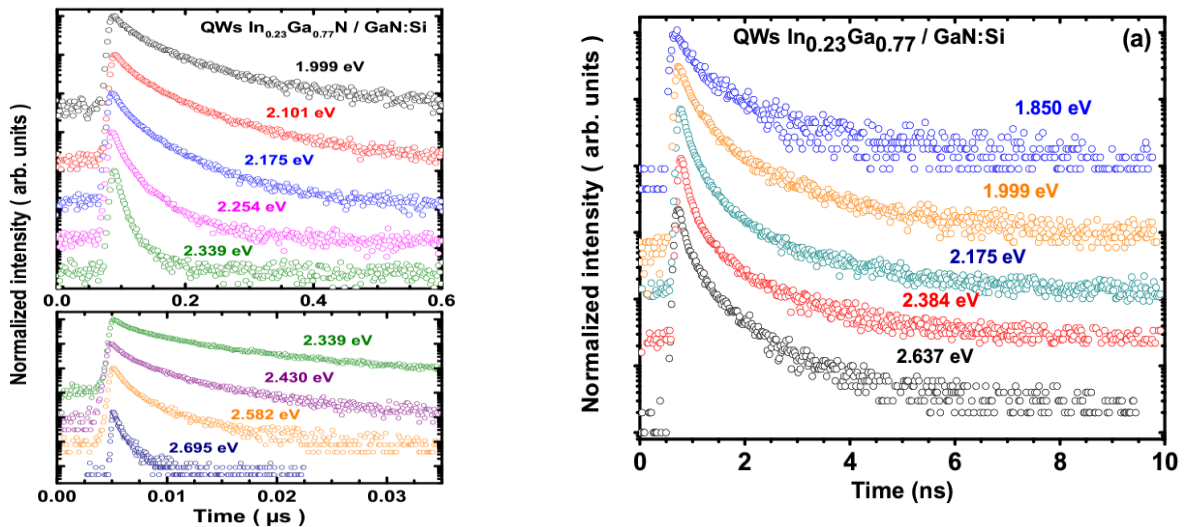 Normalized intensity ( arb. units )
QWs In0.23Ga0.77N / GaN:Si
1.999 eV
2.101 eV
2.175 eV
2.254 eV
2.339 eV
0.0 0.2 0.4 0.6
2.339 eV
2.430 eV
2.582 eV
2.695 eV
0.00 0.01 0.02 0.03
Time ( µs )
Normalized intensity ( arb. units )
QWs In0.23Ga0.77 / GaN:Si (a)
1.850 eV
1.999 eV
2.175 eV
2.384 eV
2.637 eV
0 2 4 6 8 10
Time (ns)